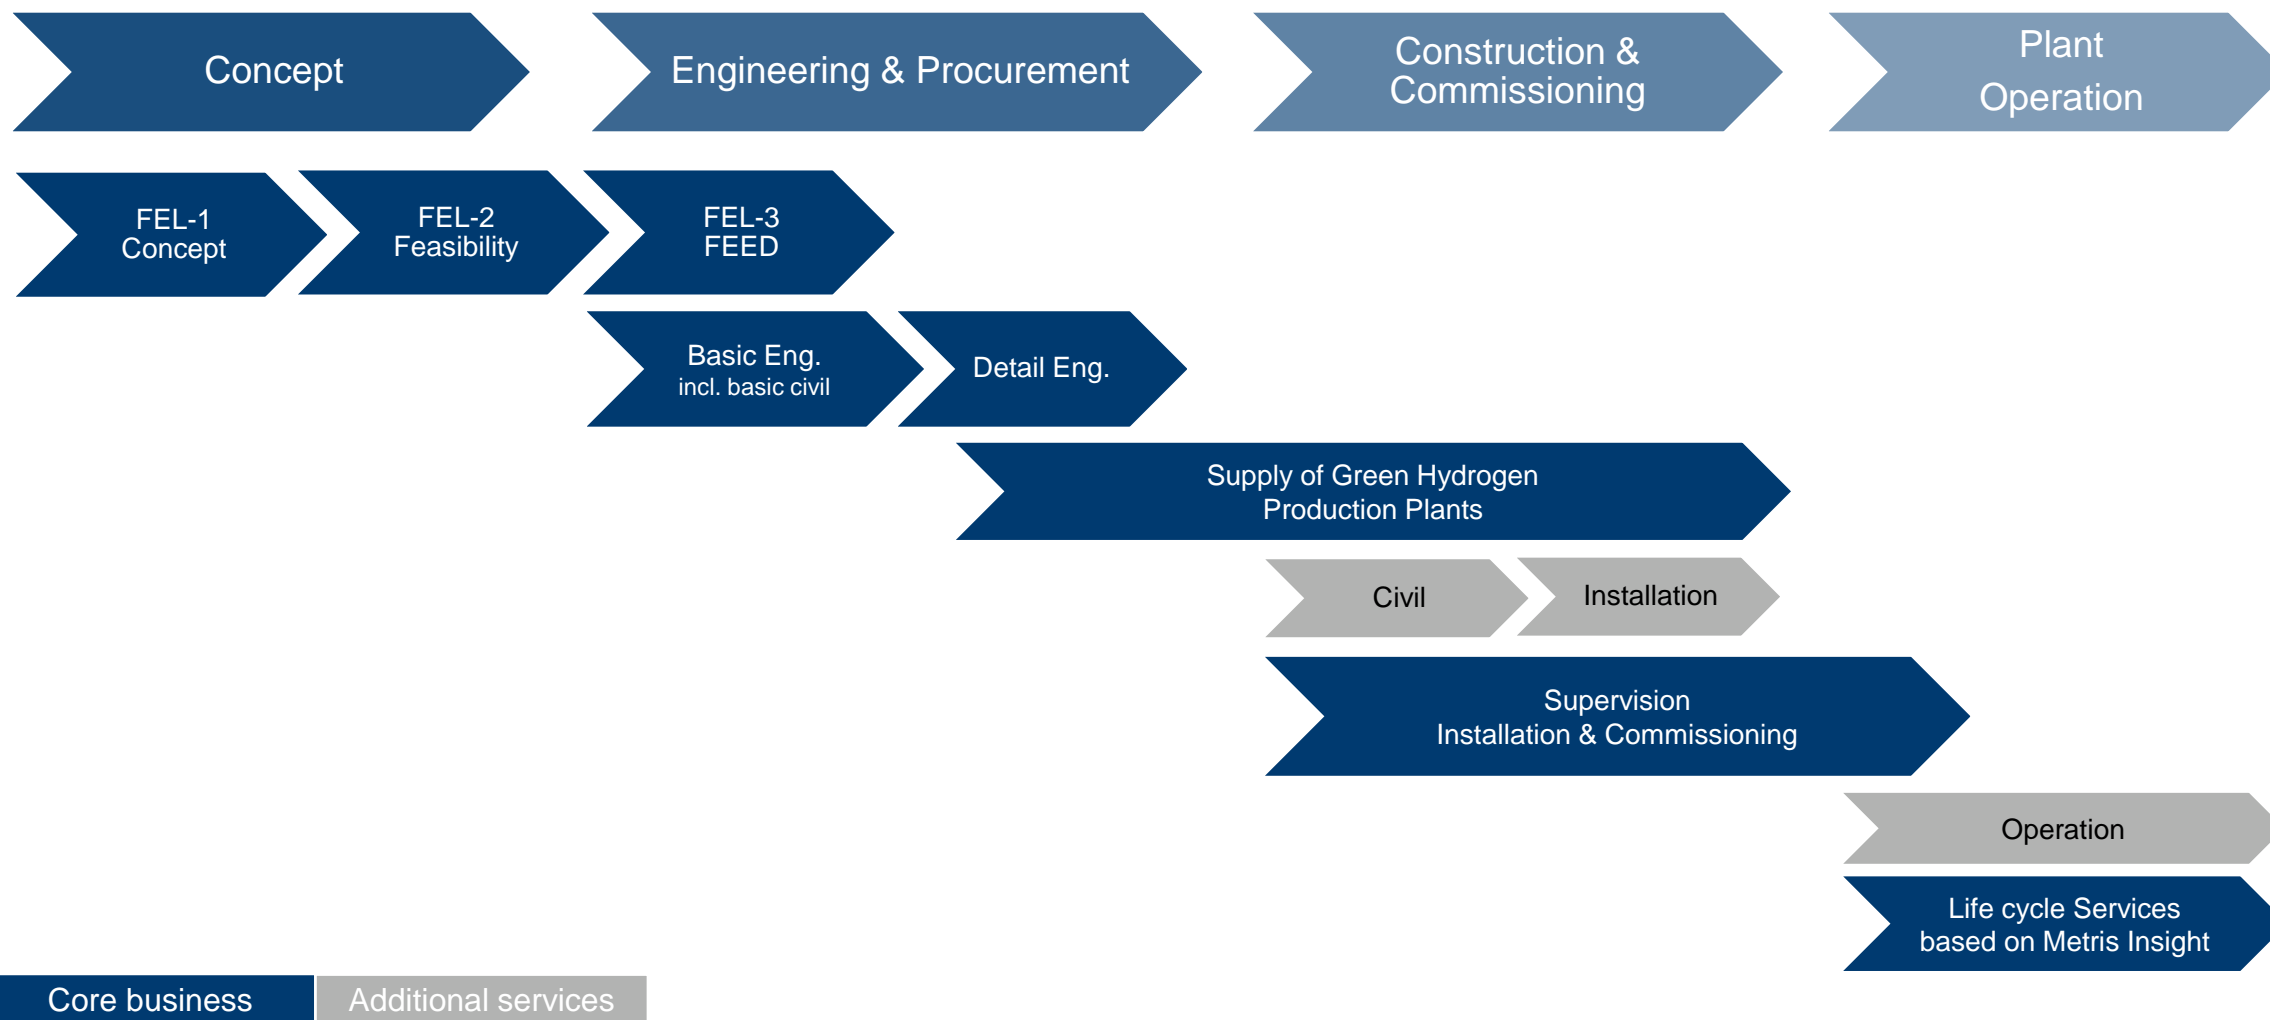 Concept
Engineering & Procurement
Construction &
Commissioning
Plant
Operation
FEL-1
Concept
FEL-2
Feasibility
FEL-3
FEED
Basic Eng.
incl. basic civil
Detail Eng.
Supply of Green Hydrogen
Production Plants
Civil
Installation
Supervision
Installation & Commissioning
Operation
Life cycle Services
based on Metris Insight
Core business
Additional services